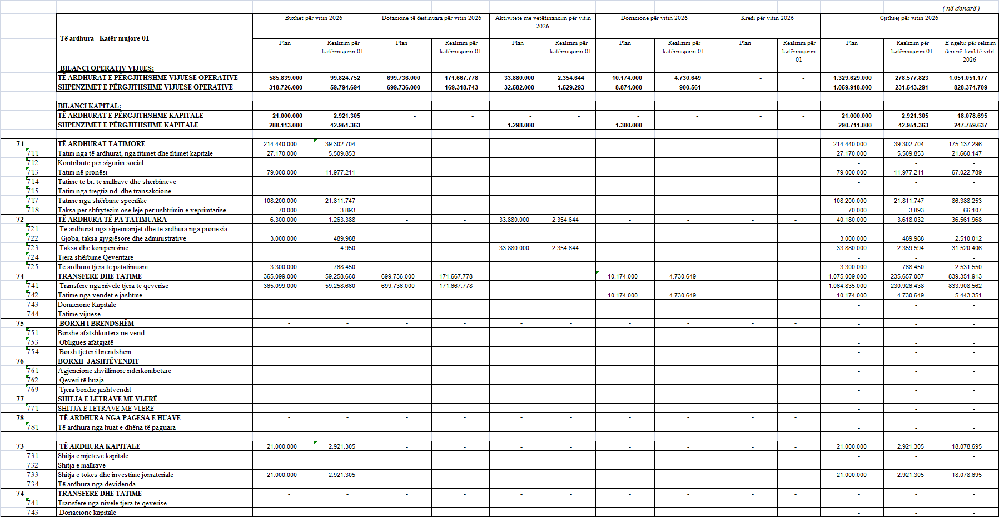 ( në denarë )
Buxhet për vitin 2026 Dotacione të destinuara për vitin 2026 Aktivitete me vetëfinancim për vitin 2026 Donacione për vitin 2026 Kredi për vitin 2026 Gjithsej për vitin 2026
Të ardhura - Katër mujore 01
Plan Realizim për katërmujorin 01 Plan Realizim për katërmujorin 01 Plan Realizim për katërmujorin 01 Plan Realizim për katërmujorin 01 Plan Realizim për katërmujorin 01 Plan Realizim për katërmujorin 01 E ngelur për relizim deri në fund të vitit 2026
BILANCI OPERATIV VIJUES:
TË ARDHURAT E PËRGJITHSHME VIJUESE OPERATIVE 585.839.000 99.824.752 699.736.000 171.667.778 33.880.000 2.354.644 10.174.000 4.730.649 - - 1.329.629.000 278.577.823 1.051.051.177
SHPENZIMET E PËRGJITHSHME VIJUESE OPERATIVE 318.726.000 59.794.694 699.736.000 169.318.743 32.582.000 1.529.293 8.874.000 900.561 - - 1.059.918.000 231.543.291 828.374.709
BILANCI KAPITAL:
TË ARDHURAT E PËRGJITHSHME KAPITALE 21.000.000 2.921.305 - - - - - - - - 21.000.000 2.921.305 18.078.695
SHPENZIMET E PËRGJITHSHME KAPITALE 288.113.000 42.951.363 - - 1.298.000 - 1.300.000 - - - 290.711.000 42.951.363 247.759.637
71 TË ARDHURAT TATIMORE 214.440.000 39.302.704 - - - - - - - - 214.440.000 39.302.704 175.137.296
711 Tatim nga të ardhurat, nga fitimet dhe fitimet kapitale 27.170.000 5.509.853 27.170.000 5.509.853 21.660.147
712 Kontribute për sigurim social - - -
713 Tatim në pronësi 79.000.000 11.977.211 79.000.000 11.977.211 67.022.789
714 Tatime të br. të mallrave dhe shërbimeve - - -
715 Tatim nga tregtia nd. dhe transakcione - - -
717 Tatime nga shërbime specifike 108.200.000 21.811.747 108.200.000 21.811.747 86.388.253
718 Taksa për shfrytëzim ose leje për ushtrimin e veprimtarisë 70.000 3.893 70.000 3.893 66.107
72 TË ARDHURA TË PA TATIMUARA 6.300.000 1.263.388 - - 33.880.000 2.354.644 - - - - 40.180.000 3.618.032 36.561.968
721 Të ardhurat nga sipërmarrjet dhe të ardhura nga pronësia - - -
722 Gjoba, taksa gjygjësore dhe administrative 3.000.000 489.988 3.000.000 489.988 2.510.012
723 Taksa dhe kompensime 4.950 33.880.000 2.354.644 33.880.000 2.359.594 31.520.406
724 Tjera shërbime Qeveritare - - -
725 Të ardhura tjera të patatimuara 3.300.000 768.450 3.300.000 768.450 2.531.550
74 TRANSFERE DHE TATIME 365.099.000 59.258.660 699.736.000 171.667.778 - - 10.174.000 4.730.649 - - 1.075.009.000 235.657.087 839.351.913
741 Transfere nga nivele tjera të qeverisë 365.099.000 59.258.660 699.736.000 171.667.778 1.064.835.000 230.926.438 833.908.562
742 Tatime nga vendet e jashtme 10.174.000 4.730.649 10.174.000 4.730.649 5.443.351
743 Donacione Kapitale - - -
744 Tatime vijuese - - -
75 BORXH I BRENDSHËM - - - - - - - - - - - - -
751 Borxhe afatshkurtëra në vend - - -
753 Obligues afatgjatë - - -
754 Borxh tjetër i brendshëm - - -
76 BORXH JASHTËVENDIT - - - - - - - - - - - - -
761 Agjencione zhvillimore ndërkombëtare - - -
762 Qeveri të huaja - - -
769 Tjera borxhe jashtvendit - - -
77 SHITJA E LETRAVE ME VLERË - - - - - - - - - - - - -
771 SHITJA E LETRAVE ME VLERË - - -
78 TË ARDHURA NGA PAGESA E HUAVE - - - - - - - - - - - - -
781 Të ardhura nga huat e dhëna të paguara - - -
- - -
73 TË ARDHURA KAPITALE 21.000.000 2.921.305 - - - - - - - - 21.000.000 2.921.305 18.078.695
731 Shitja e mjeteve kapitale - - -
732 Shitja e mallrave - - -
733 Shitja e tokës dhe investime jomateriale 21.000.000 2.921.305 21.000.000 2.921.305 18.078.695
734 Të ardhura nga devidenda - - -
74 TRANSFERE DHE TATIME - - - - - - - - - - - - -
741 Transfere nga nivele tjera të qeverisë - - -
743 Donacione kapitale - - -